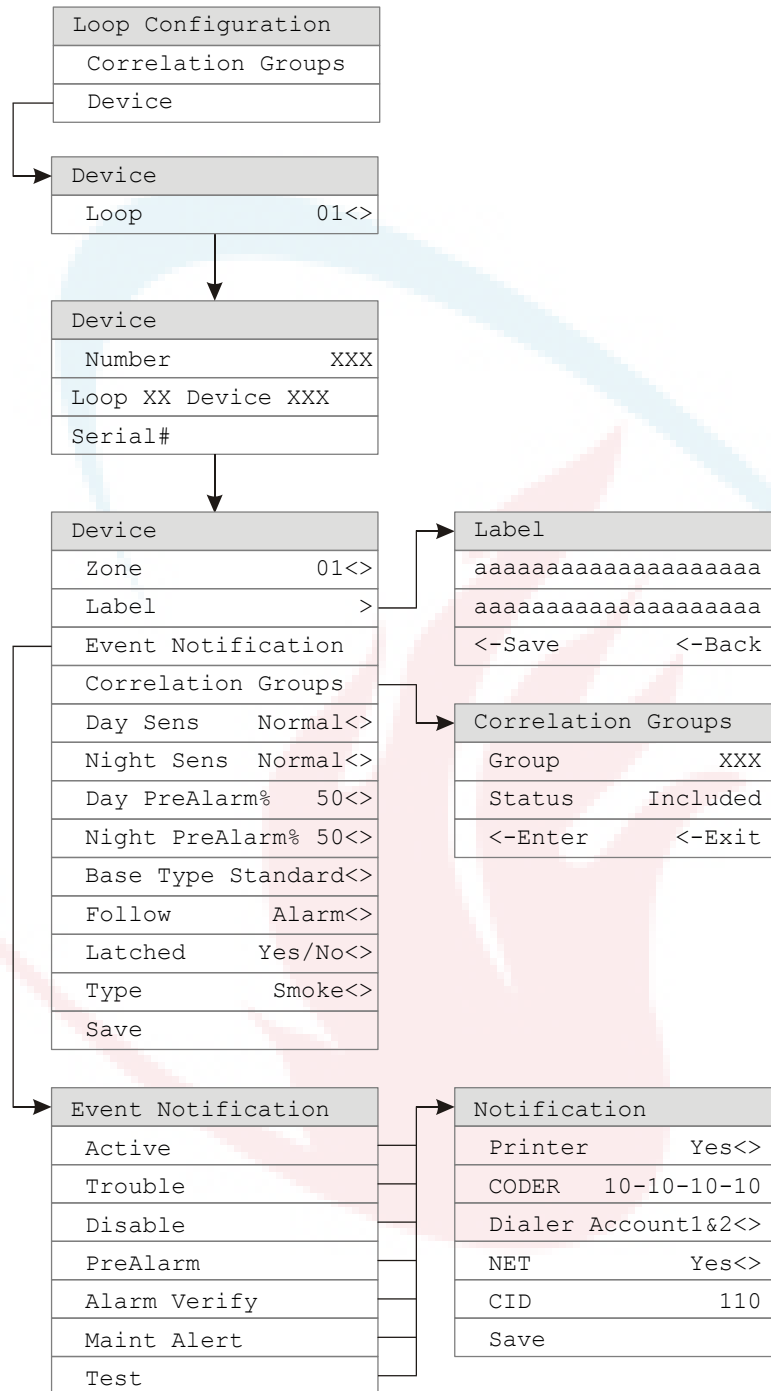 Loop Configuration
Correlation Groups
Device
Device
Loop 01<>
Device
Number XXX
Loop XX Device XXX
Serial#
Device
Zone 01<>
Label >
Event Notification
Correlation Groups
Day Sens Normal<>
Night Sens Normal<>
Day PreAlarm% 50<>
Night PreAlarm% 50<>
Base Type Standard<>
Follow Alarm<>
Latched Yes/No<>
Type Smoke<>
Save
Label
aaaaaaaaaaaaaaaaaaaa
aaaaaaaaaaaaaaaaaaaa
<-Save <-Back
Correlation Groups
Group XXX
Status Included
<-Enter <-Exit
Event Notification
Active
Trouble
Disable
PreAlarm
Alarm Verify
Maint Alert
Test
Notification
Printer Yes<>
CODER 10-10-10-10
Dialer Account1&2<>
NET Yes<>
CID 110
Save